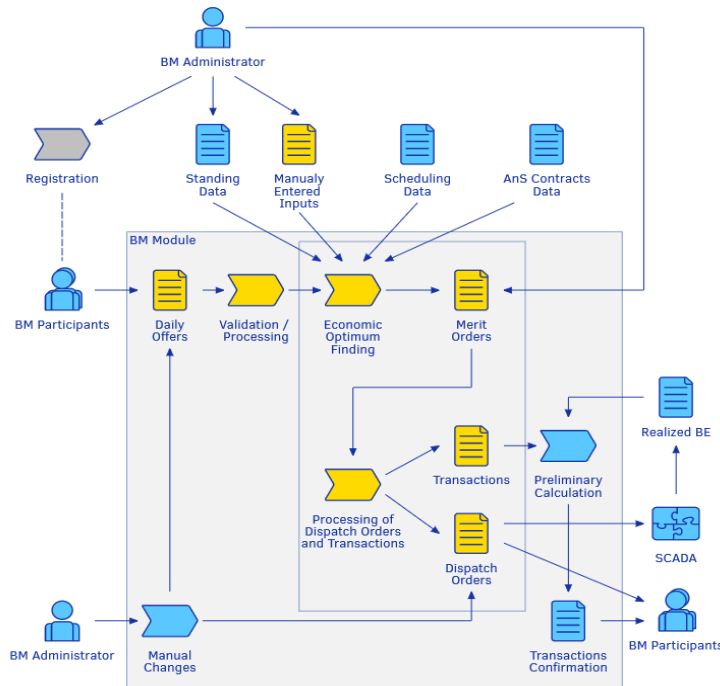 BM Administrator
Registration
Standing
Data
Manualy
Entered
Inputs
Scheduling
Data
AnS Contracts
Data
BM Module
BM Participants
Daily
Offers
Validation /
Processing
Economic
Optimum
Finding
Merit
Orders
Realized BE
Transactions
Preliminary
Calculation
Processing of
Dispatch Orders
and Transactions
Dispatch
Orders
SCADA
BM Administrator
Manual
Changes
Transactions
Confirmation
BM Participants